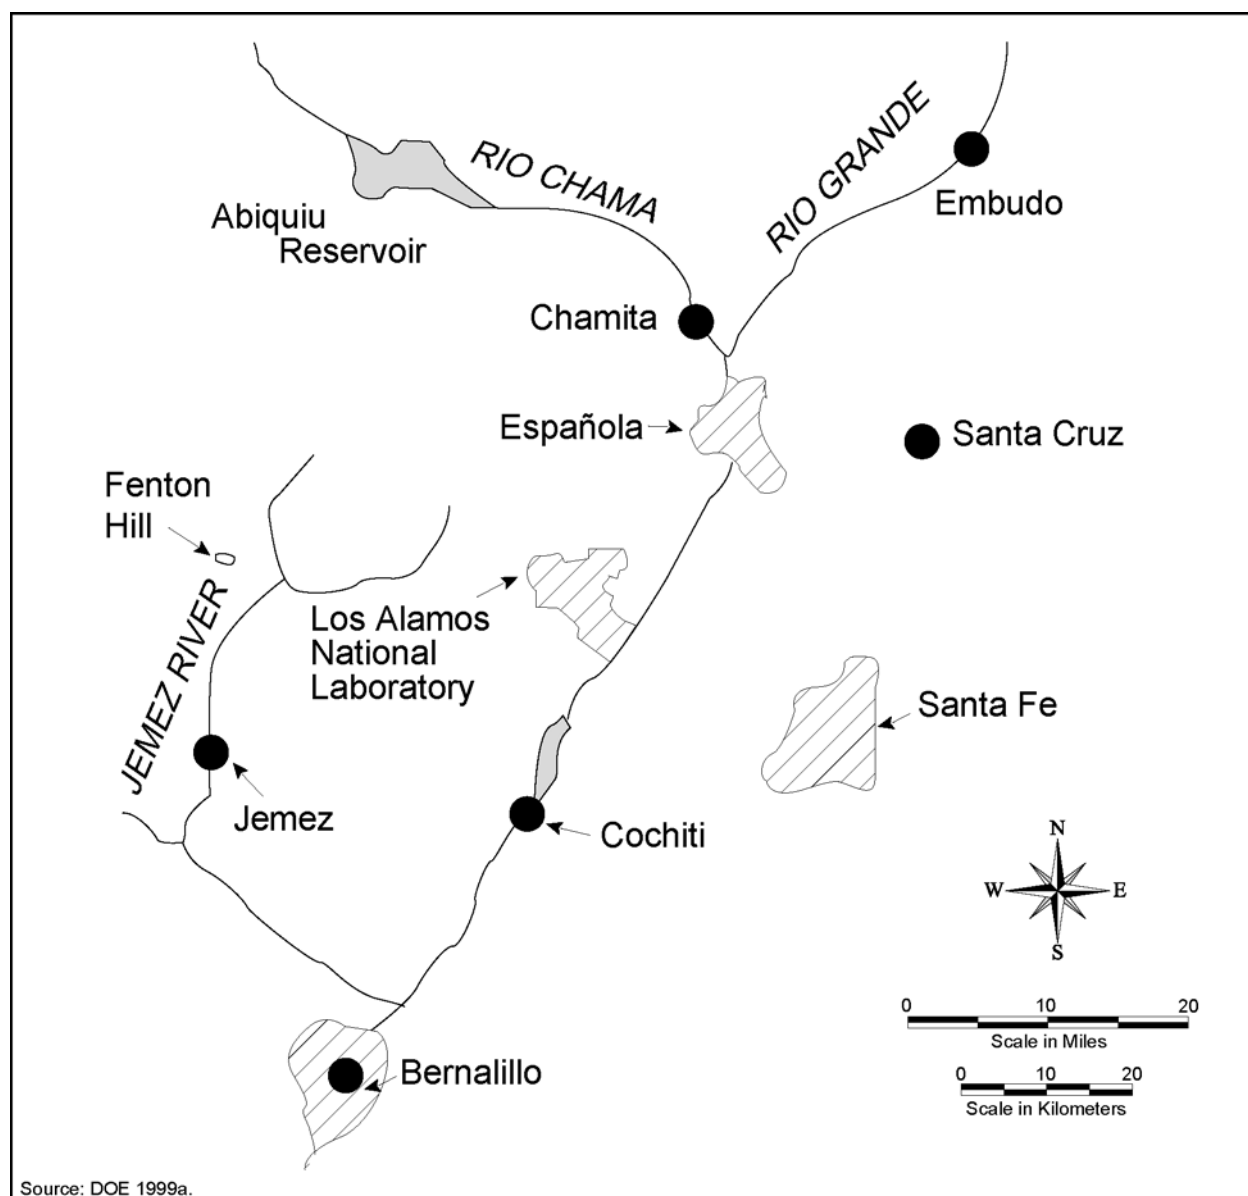 RIO CHAMA
RIO GRANDE
Embudo
Abiquiu
Reservoir
Chamita
Española
Santa Cruz
Fenton
Hill
JEMEZ RIVER
Los Alamos
National
Laboratory
Santa Fe
Jemez
Cochiti
N
W E
S
0 10 20
Scale in Miles
0 10 20
Scale in Kilometers
Bernalillo
Source: DOE 1999a.